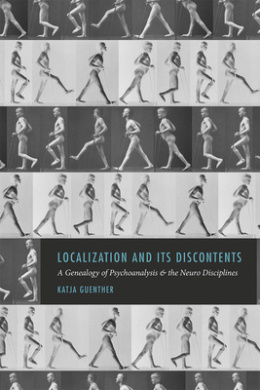 LOCALIZATION AND ITS DISCONTENTS
A Genealogy of Psychoanalysis & the Neuro Disciplines
KATJA GUENTHER